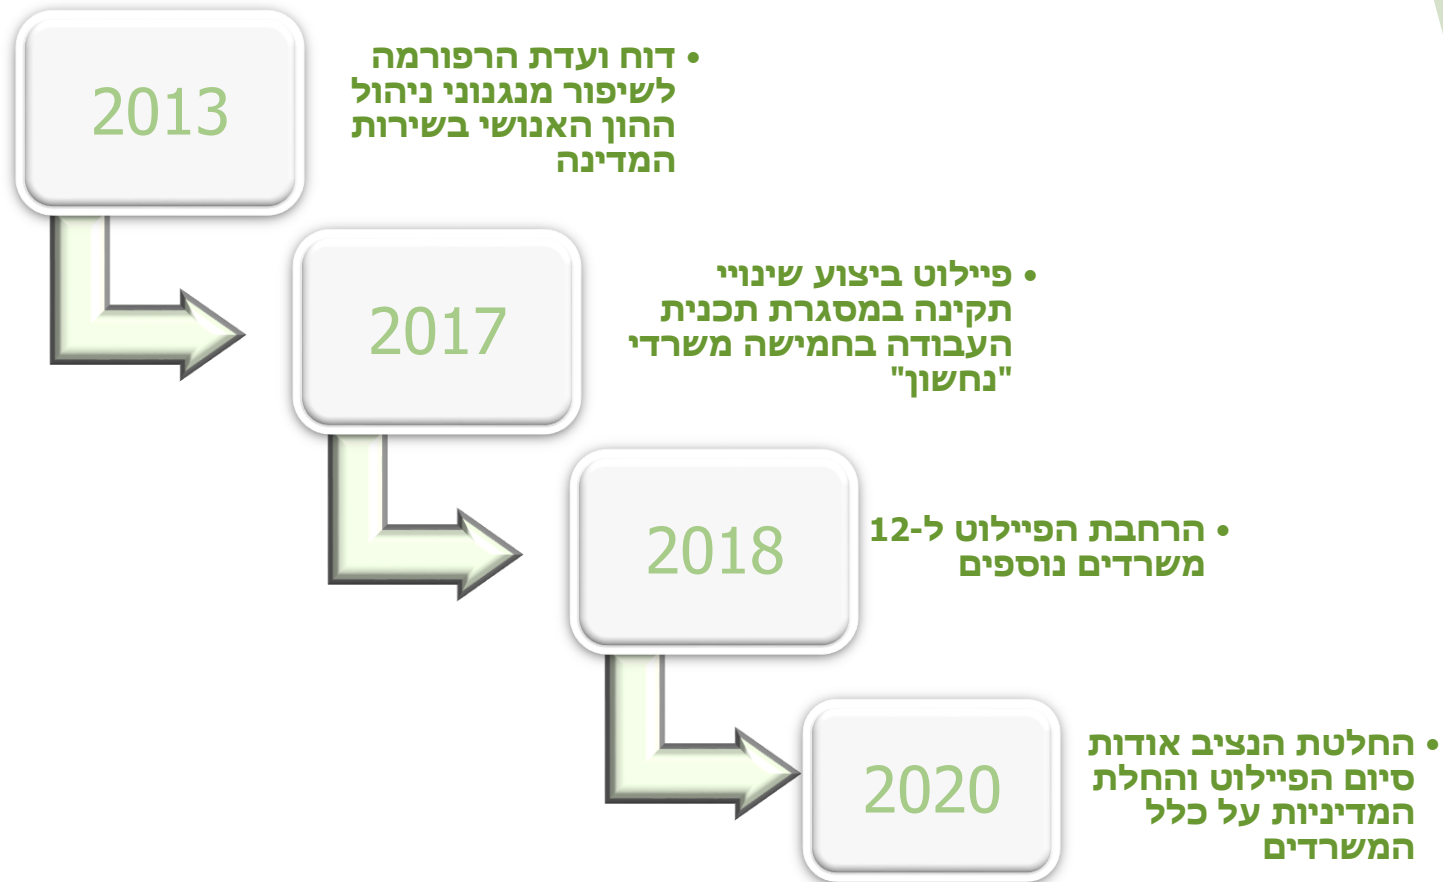 2013
• דוח ועדת הרפורמה
לשיפור מנגנוני ניהול
ההון האנושי בשירות
המדינה
2017
• פיילוט ביצוע שינויי
תקינה במסגרת תכנית
העבודה בחמישה משרדי
"נחשון"
2018
• הרחבת הפיילוט ל-12
משרדים נוספים
2020
• החלטת הנציב אודות
סיום הפיילוט והחלת
המדיניות על כלל
המשרדים